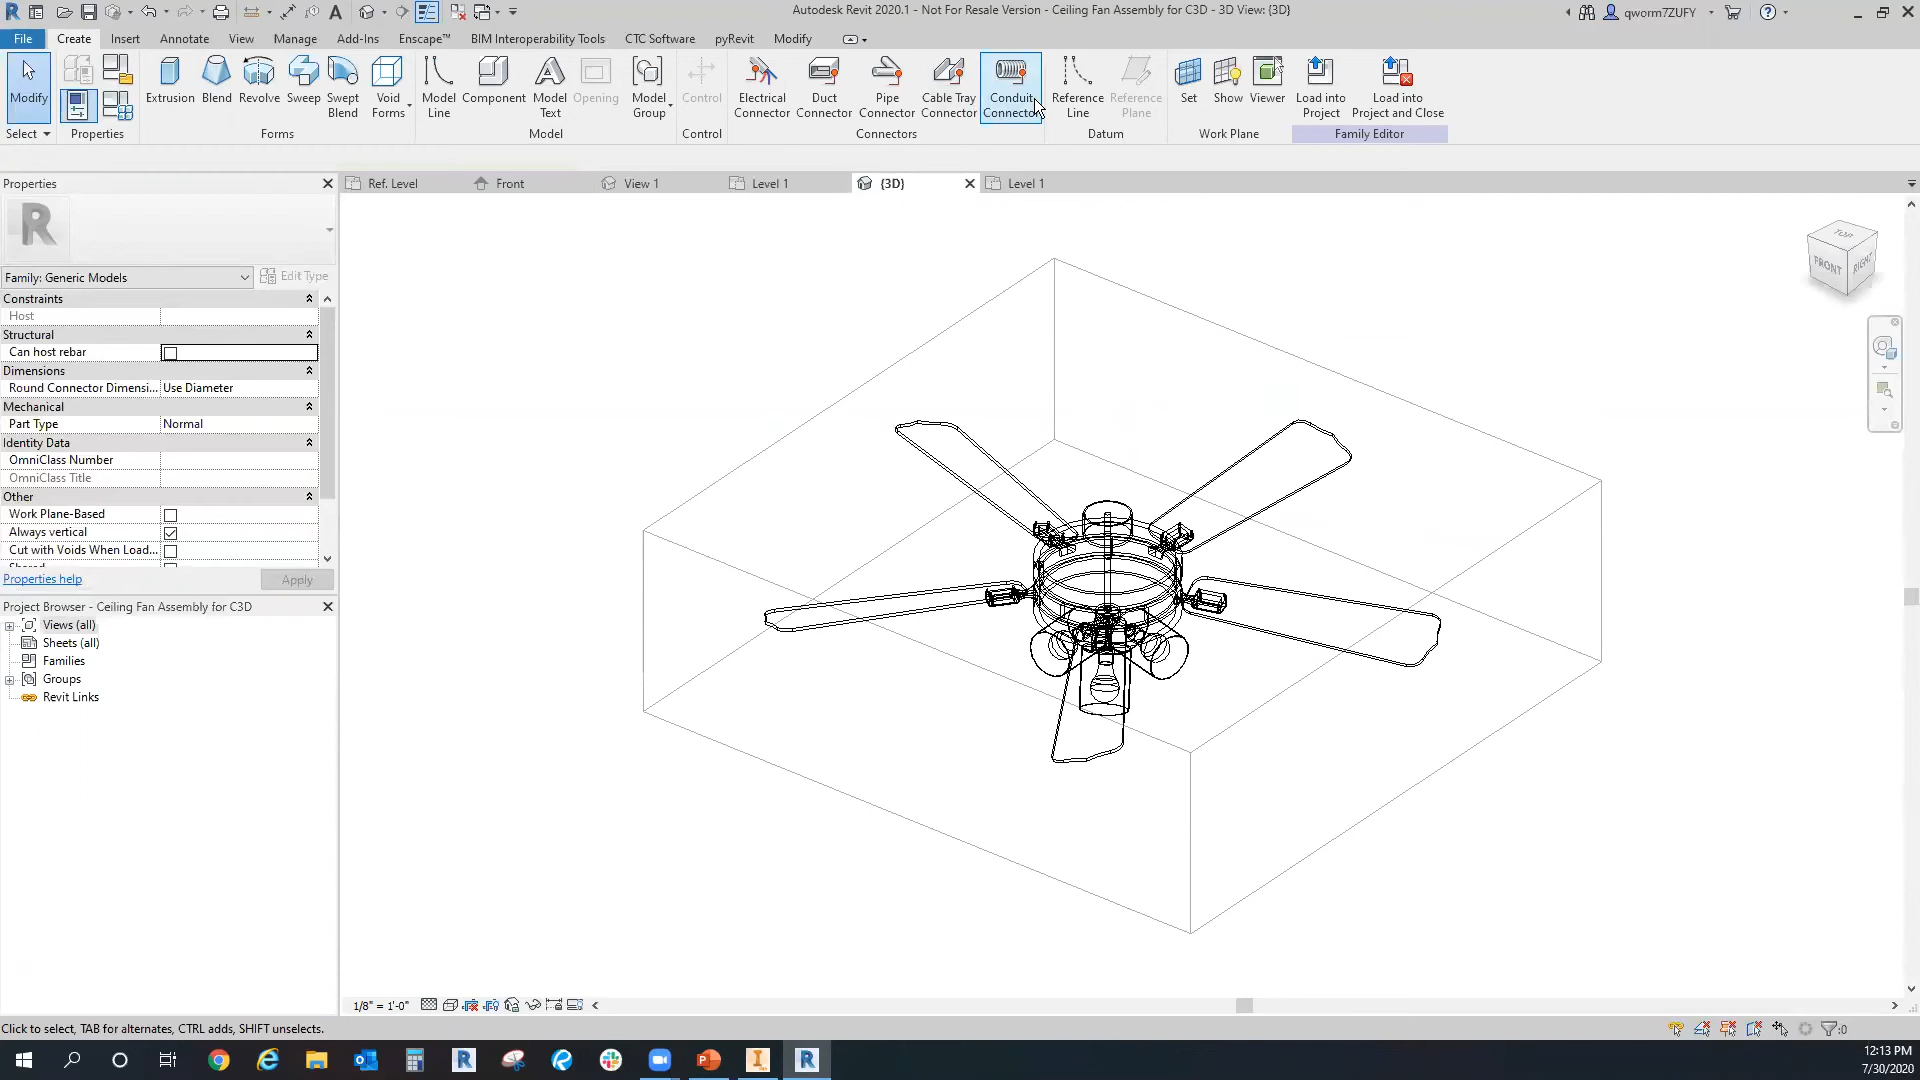 Autodesk Revit 2020.1 - Not For Resale Version - Ceiling Fan Assembly for C3D - 3D View: {3D}
qworm7ZUFY
File Create Insert Annotate View Manage Add-Ins Enscape™ BIM Interoperability Tools CTC Software pyRevit Modify
Modify Extrusion Blend Revolve Sweep Swept Blend Void Forms Model Line Component Model Text Opening Model Group Control Electrical Connector Duct Connector Pipe Connector Cable Tray Connector Conduit Connector Reference Line Reference Plane Set Show Viewer Load into Project Load into Project and Close
Select Properties Forms Model Control Connectors Datum Work Plane Family Editor
Properties
Ref. Level Front View 1 Level 1 {3D} Level 1
R
TOP
FRONT RIGHT
Family: Generic Models Edit Type
Constraints
Host
Structural
Can host rebar
Dimensions
Round Connector Dimensi... Use Diameter
Mechanical
Part Type Normal
Identity Data
OmniClass Number
OmniClass Title
Other
Work Plane-Based
Always vertical
Cut with Voids When Load...
Properties help Apply
Project Browser - Ceiling Fan Assembly for C3D
Views (all)
Sheets (all)
Families
Groups
Revit Links
1/8" = 1'-0"
Click to select, TAB for alternates, CTRL adds, SHIFT unselects.
:0
12:13 PM
7/30/2020